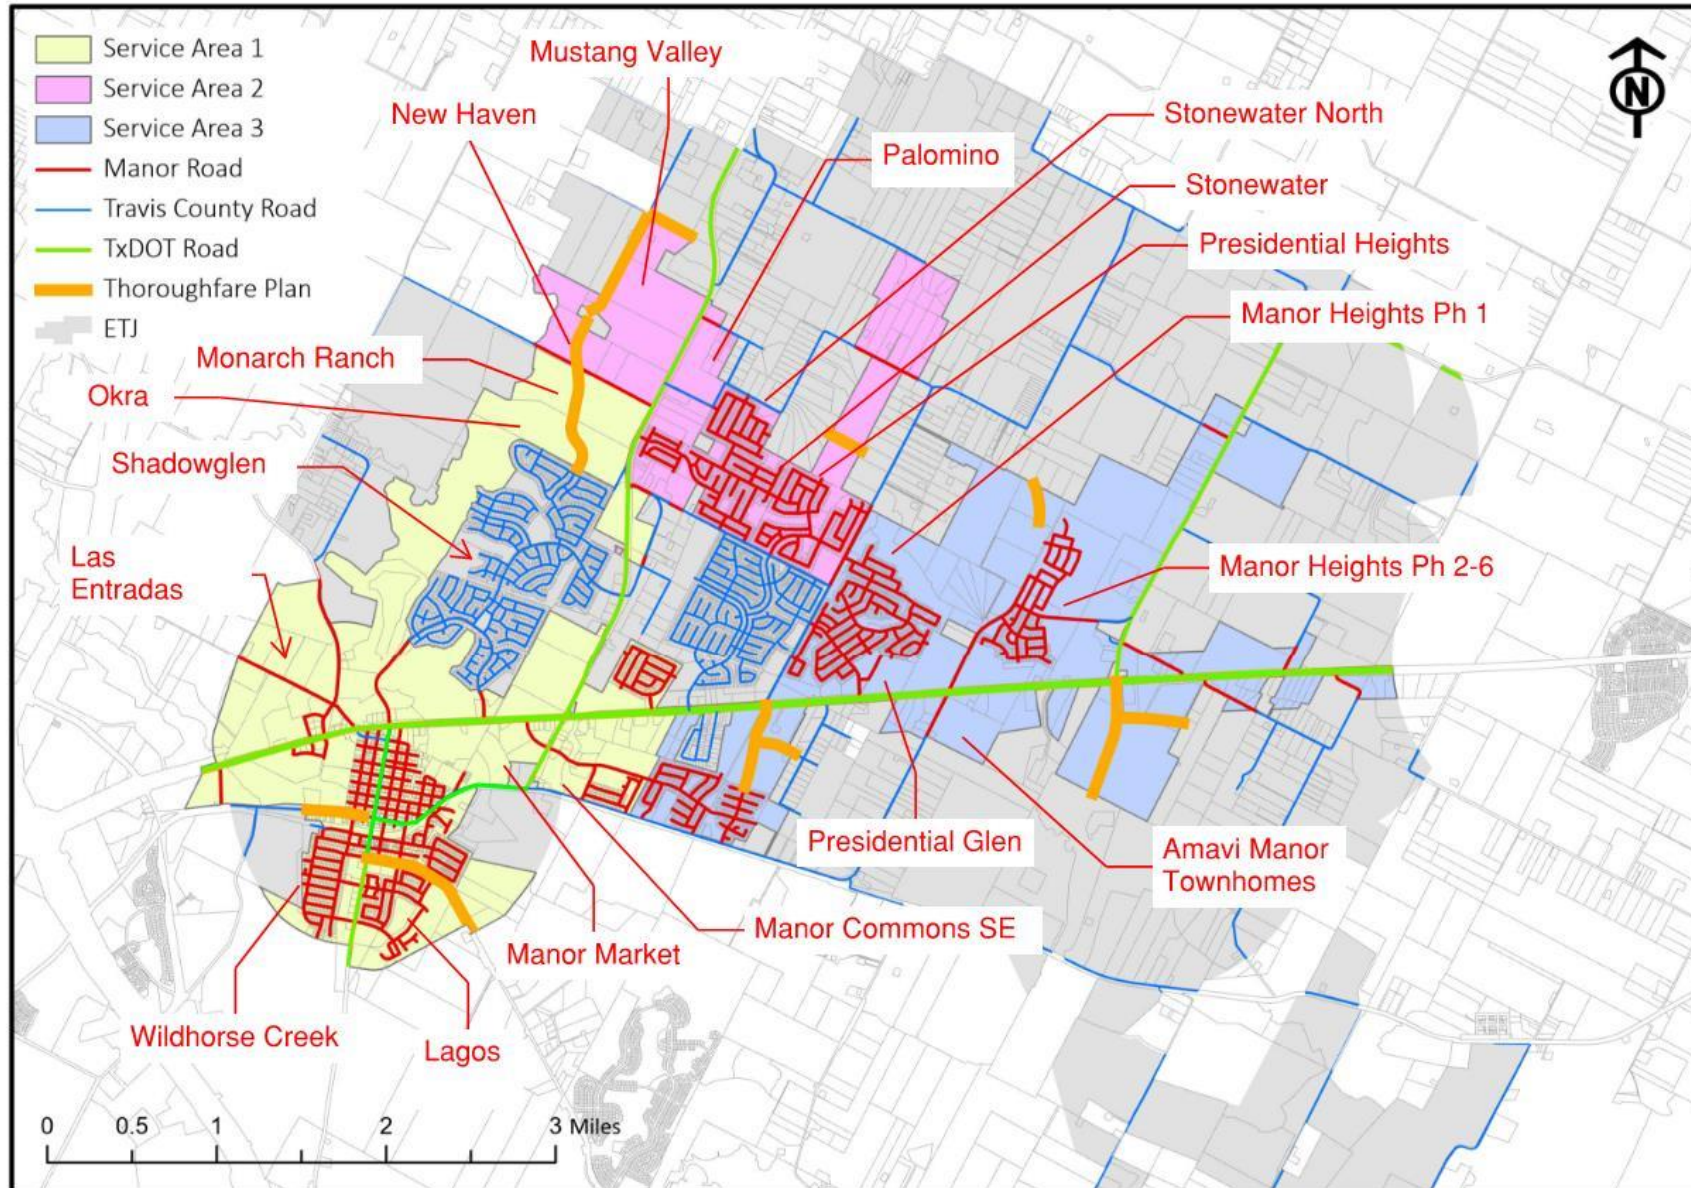 Service Area 1
Service Area 2
Service Area 3
Manor Road
Travis County Road
TxDOT Road
Thoroughfare Plan
ETJ
Mustang Valley
New Haven
Palomino
Stonewater North
Stonewater
Presidential Heights
Manor Heights Ph 1
Monarch Ranch
Okra
Shadowglen
Las
Entradas
Manor Heights Ph 2-6
Presidential Glen
Amavi Manor
Townhomes
Manor Commons SE
Manor Market
Wildhorse Creek
Lagos
N
0 0.5 1 2 3 Miles